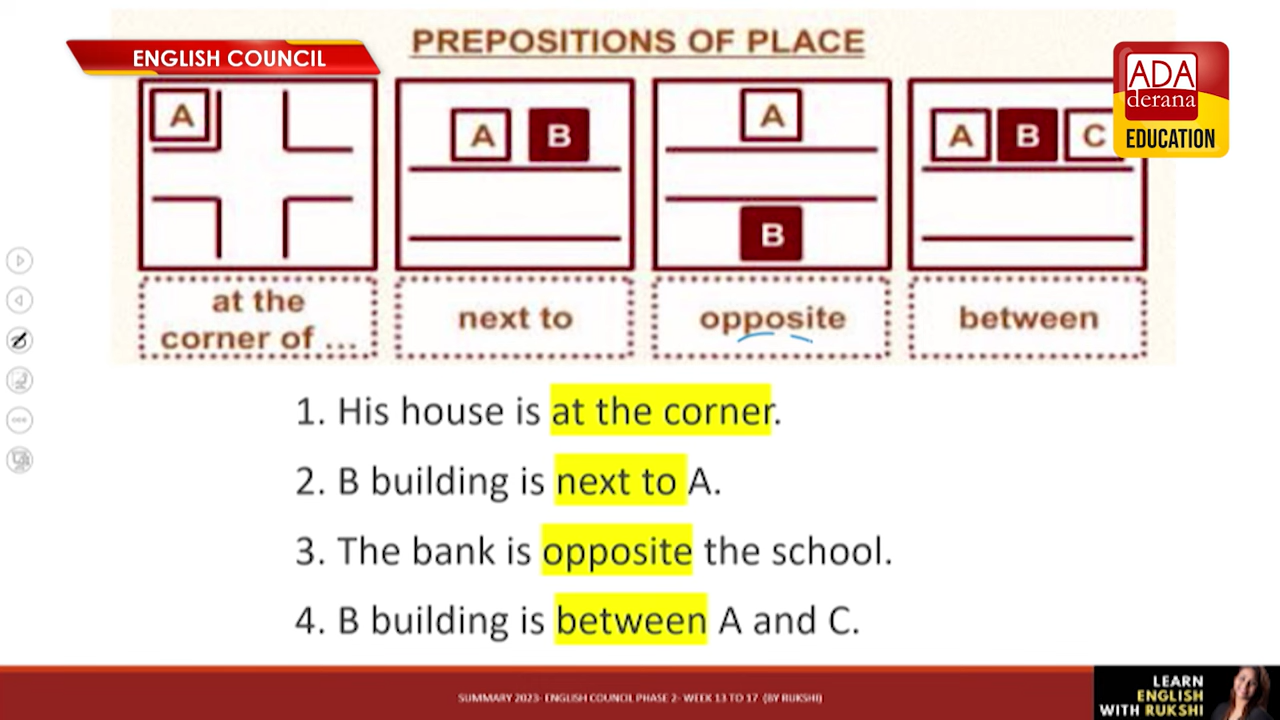 PREPOSITIONS OF PLACE
ENGLISH COUNCIL
ADA
derana
EDUCATION
A
A B
A
B
A B C
at the
corner of ...
next to
opposite
between
1. His house is at the corner.
2. B building is next to A.
3. The bank is opposite the school.
4. B building is between A and C.
SUMMARY 2023- ENGLISH COUNCIL PHASE 2- WEEK 13 TO 17 (BY RUKSHI)
LEARN
ENGLISH
WITH RUKSHI